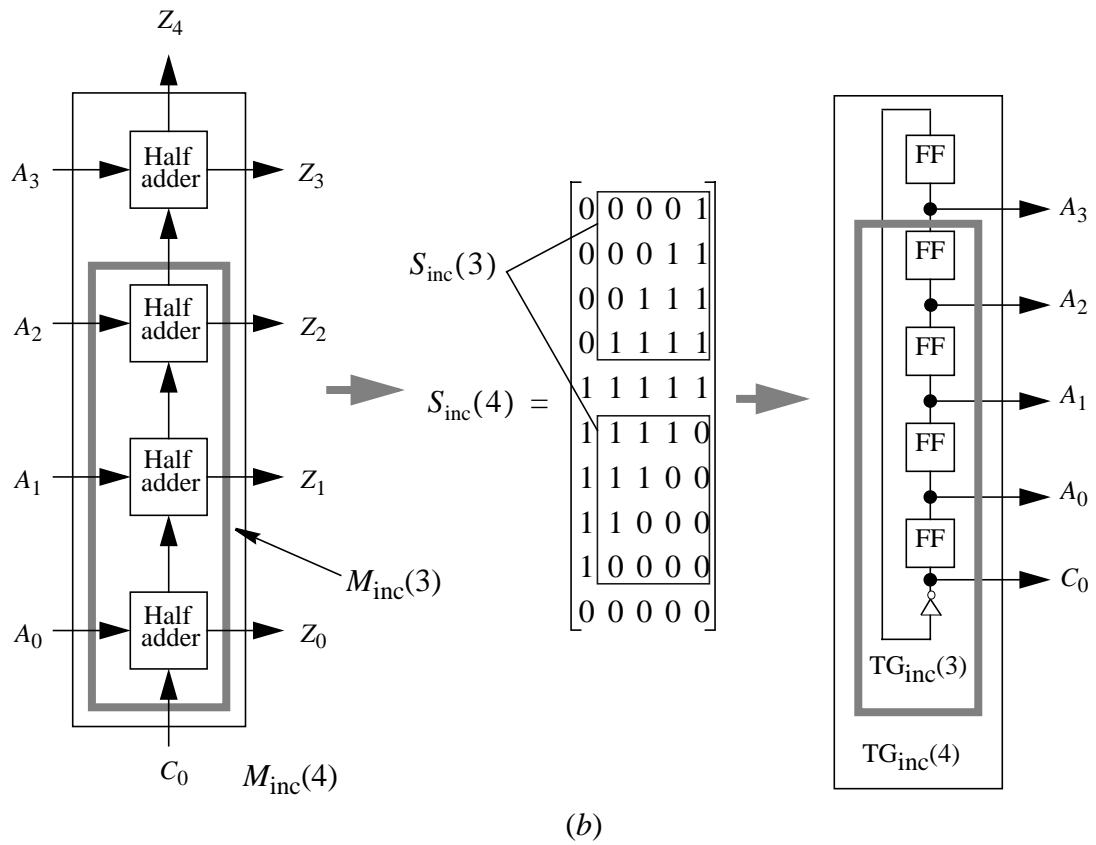 Z4
Half adder
A3
Z3
Half adder
A2
Z2
Half adder
A1
Z1
Half adder
A0
Z0
C0
Minc(3)
Minc(4)
Sinc(3)
Sinc(4) =
0 0 0 0 1
0 0 0 1 1
0 0 1 1 1
0 1 1 1 1
1 1 1 1 1
1 1 1 1 0
1 1 1 0 0
1 1 0 0 0
1 0 0 0 0
0 0 0 0 0
FF
A3
FF
A2
FF
A1
FF
A0
FF
C0
TGinc(3)
TGinc(4)
(b)